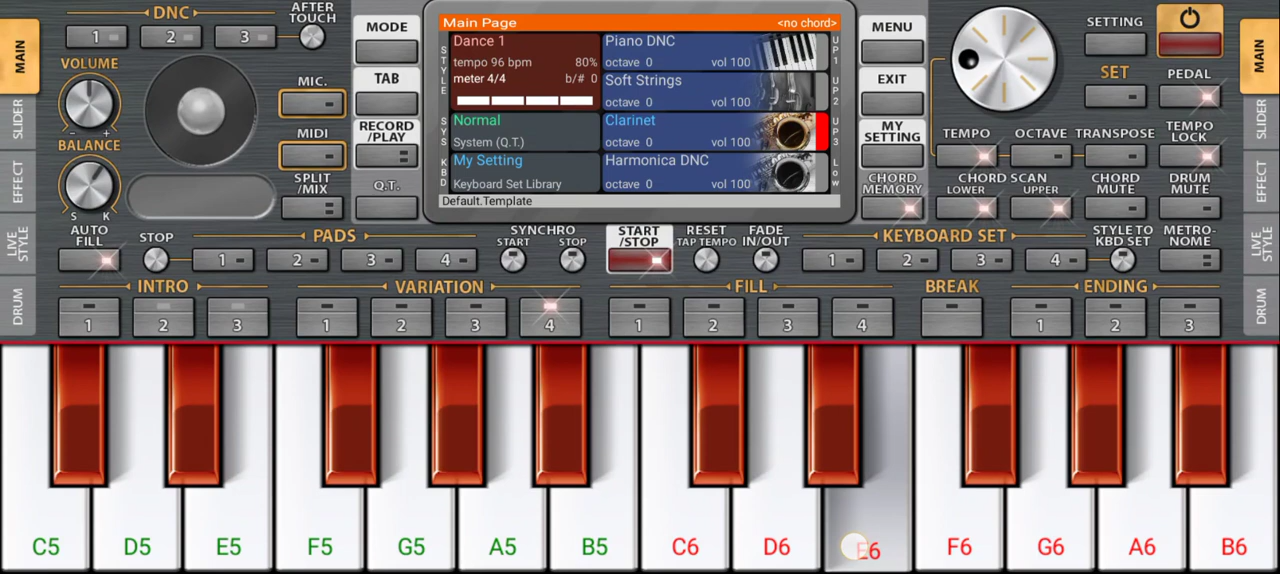 DNC
1
2
3
AFTER
TOUCH
MAIN
SLIDER
EFFECT
LIVE
STYLE
DRUM
VOLUME
- +
BALANCE
S K
MIC.
MIDI
SPLIT
/MIX
MODE
TAB
RECORD
/PLAY
Q.T.
Main Page
<no chord>
STYLE
Dance 1
tempo 96 bpm 80%
meter 4/4 b/# 0
SYS
Normal
System (Q.T.)
KBD
My Setting
Keyboard Set Library
Piano DNC
octave 0 vol 100
UP1
Soft Strings
octave 0 vol 100
UP2
Clarinet
octave 0 vol 100
UP3
Harmonica DNC
octave 0 vol 100
Low
Default.Template
MENU
EXIT
MY
SETTING
CHORD
MEMORY
SETTING
SET
PEDAL
TEMPO
OCTAVE
TRANSPOSE
TEMPO
LOCK
CHORD SCAN
LOWER UPPER
CHORD
MUTE
DRUM
MUTE
MAIN
SLIDER
EFFECT
LIVE
STYLE
DRUM
AUTO
FILL
STOP
PADS
1
2
3
4
SYNCHRO
START STOP
START
/STOP
RESET
TAP TEMPO
FADE
IN/OUT
KEYBOARD SET
1
2
3
4
STYLE TO
KBD SET
METRO-
NOME
INTRO
1
2
3
VARIATION
1
2
3
4
FILL
1
2
3
4
BREAK
ENDING
1
2
3
C5 D5 E5 F5 G5 A5 B5 C6 D6 E6 F6 G6 A6 B6